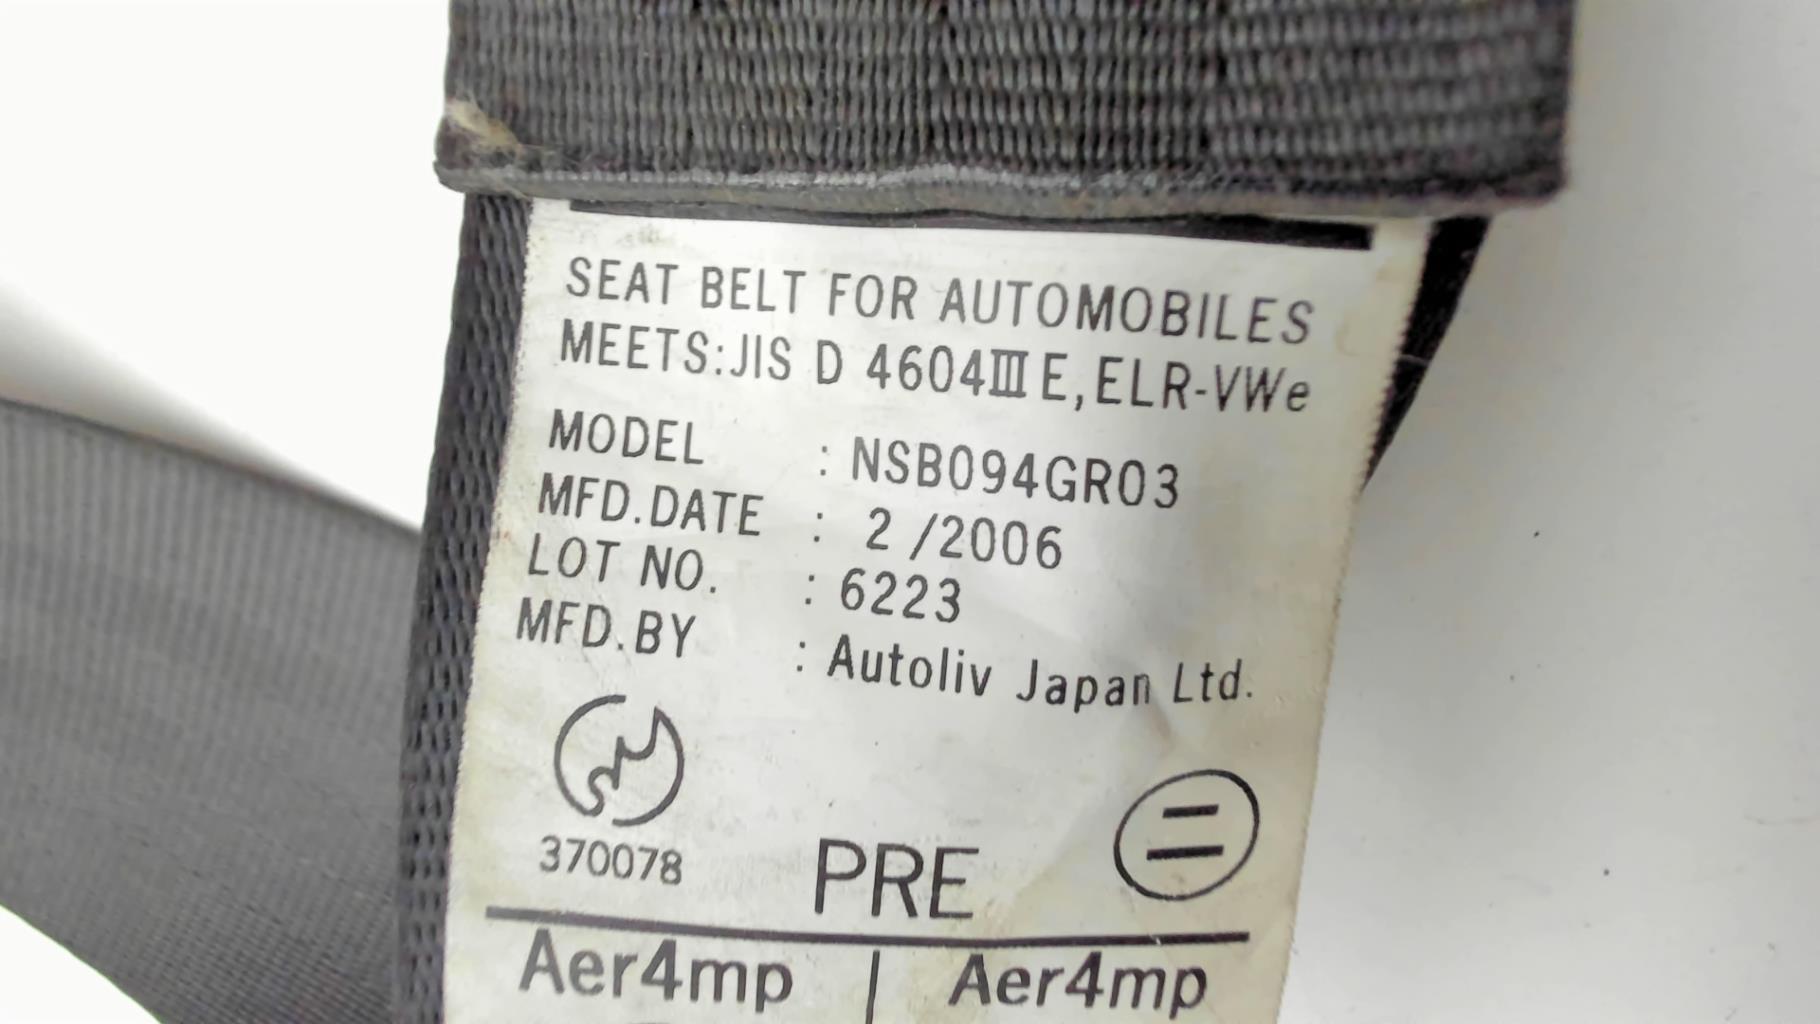 SEAT BELT FOR AUTOMOBILES
MEETS:JIS D 4604ⅢE,ELR-VWe
MODEL : NSB094GR03
MFD.DATE : 2 /2006
LOT NO. : 6223
MFD.BY : Autoliv Japan Ltd.
370078 PRE
Aer4mp | Aer4mp